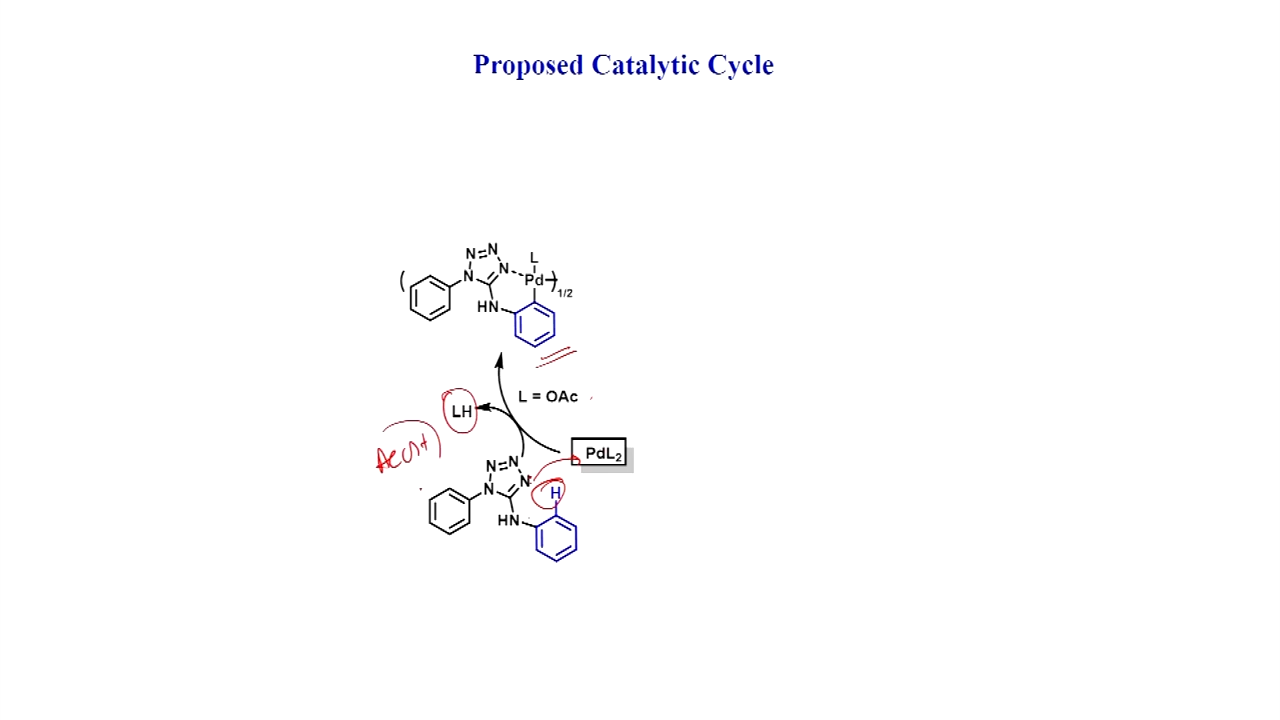 Proposed Catalytic Cycle
N=N
L
N
N
Pd
1/2
HN
L = OAc
LH
AcOH
PdL2
N=N
N
N
H
HN